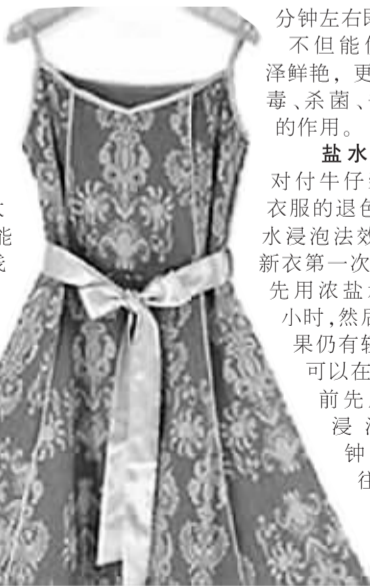 分钟左右
不但能
泽鲜艳，更
毒、杀菌、
的作用。
盐水
对付牛仔
衣服的退色
水浸泡法效
新衣第一次
先用浓盐
小时，然后
果仍有轻
可以在
前先
浸
钟
往
能